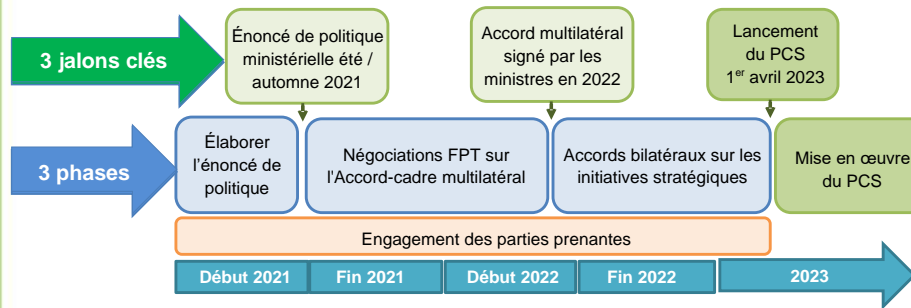 3 jalons clés
Énoncé de politique
ministérielle été /
automne 2021
Accord multilatéral
signé par les
ministres en 2022
Lancement
du PCS
1er avril 2023
3 phases
Élaborer
l'énoncé de
politique
Négociations FPT sur
l'Accord-cadre multilatéral
Accords bilatéraux sur les
initiatives stratégiques
Mise en œuvre
du PCS
Engagement des parties prenantes
Début 2021
Fin 2021
Début 2022
Fin 2022
2023